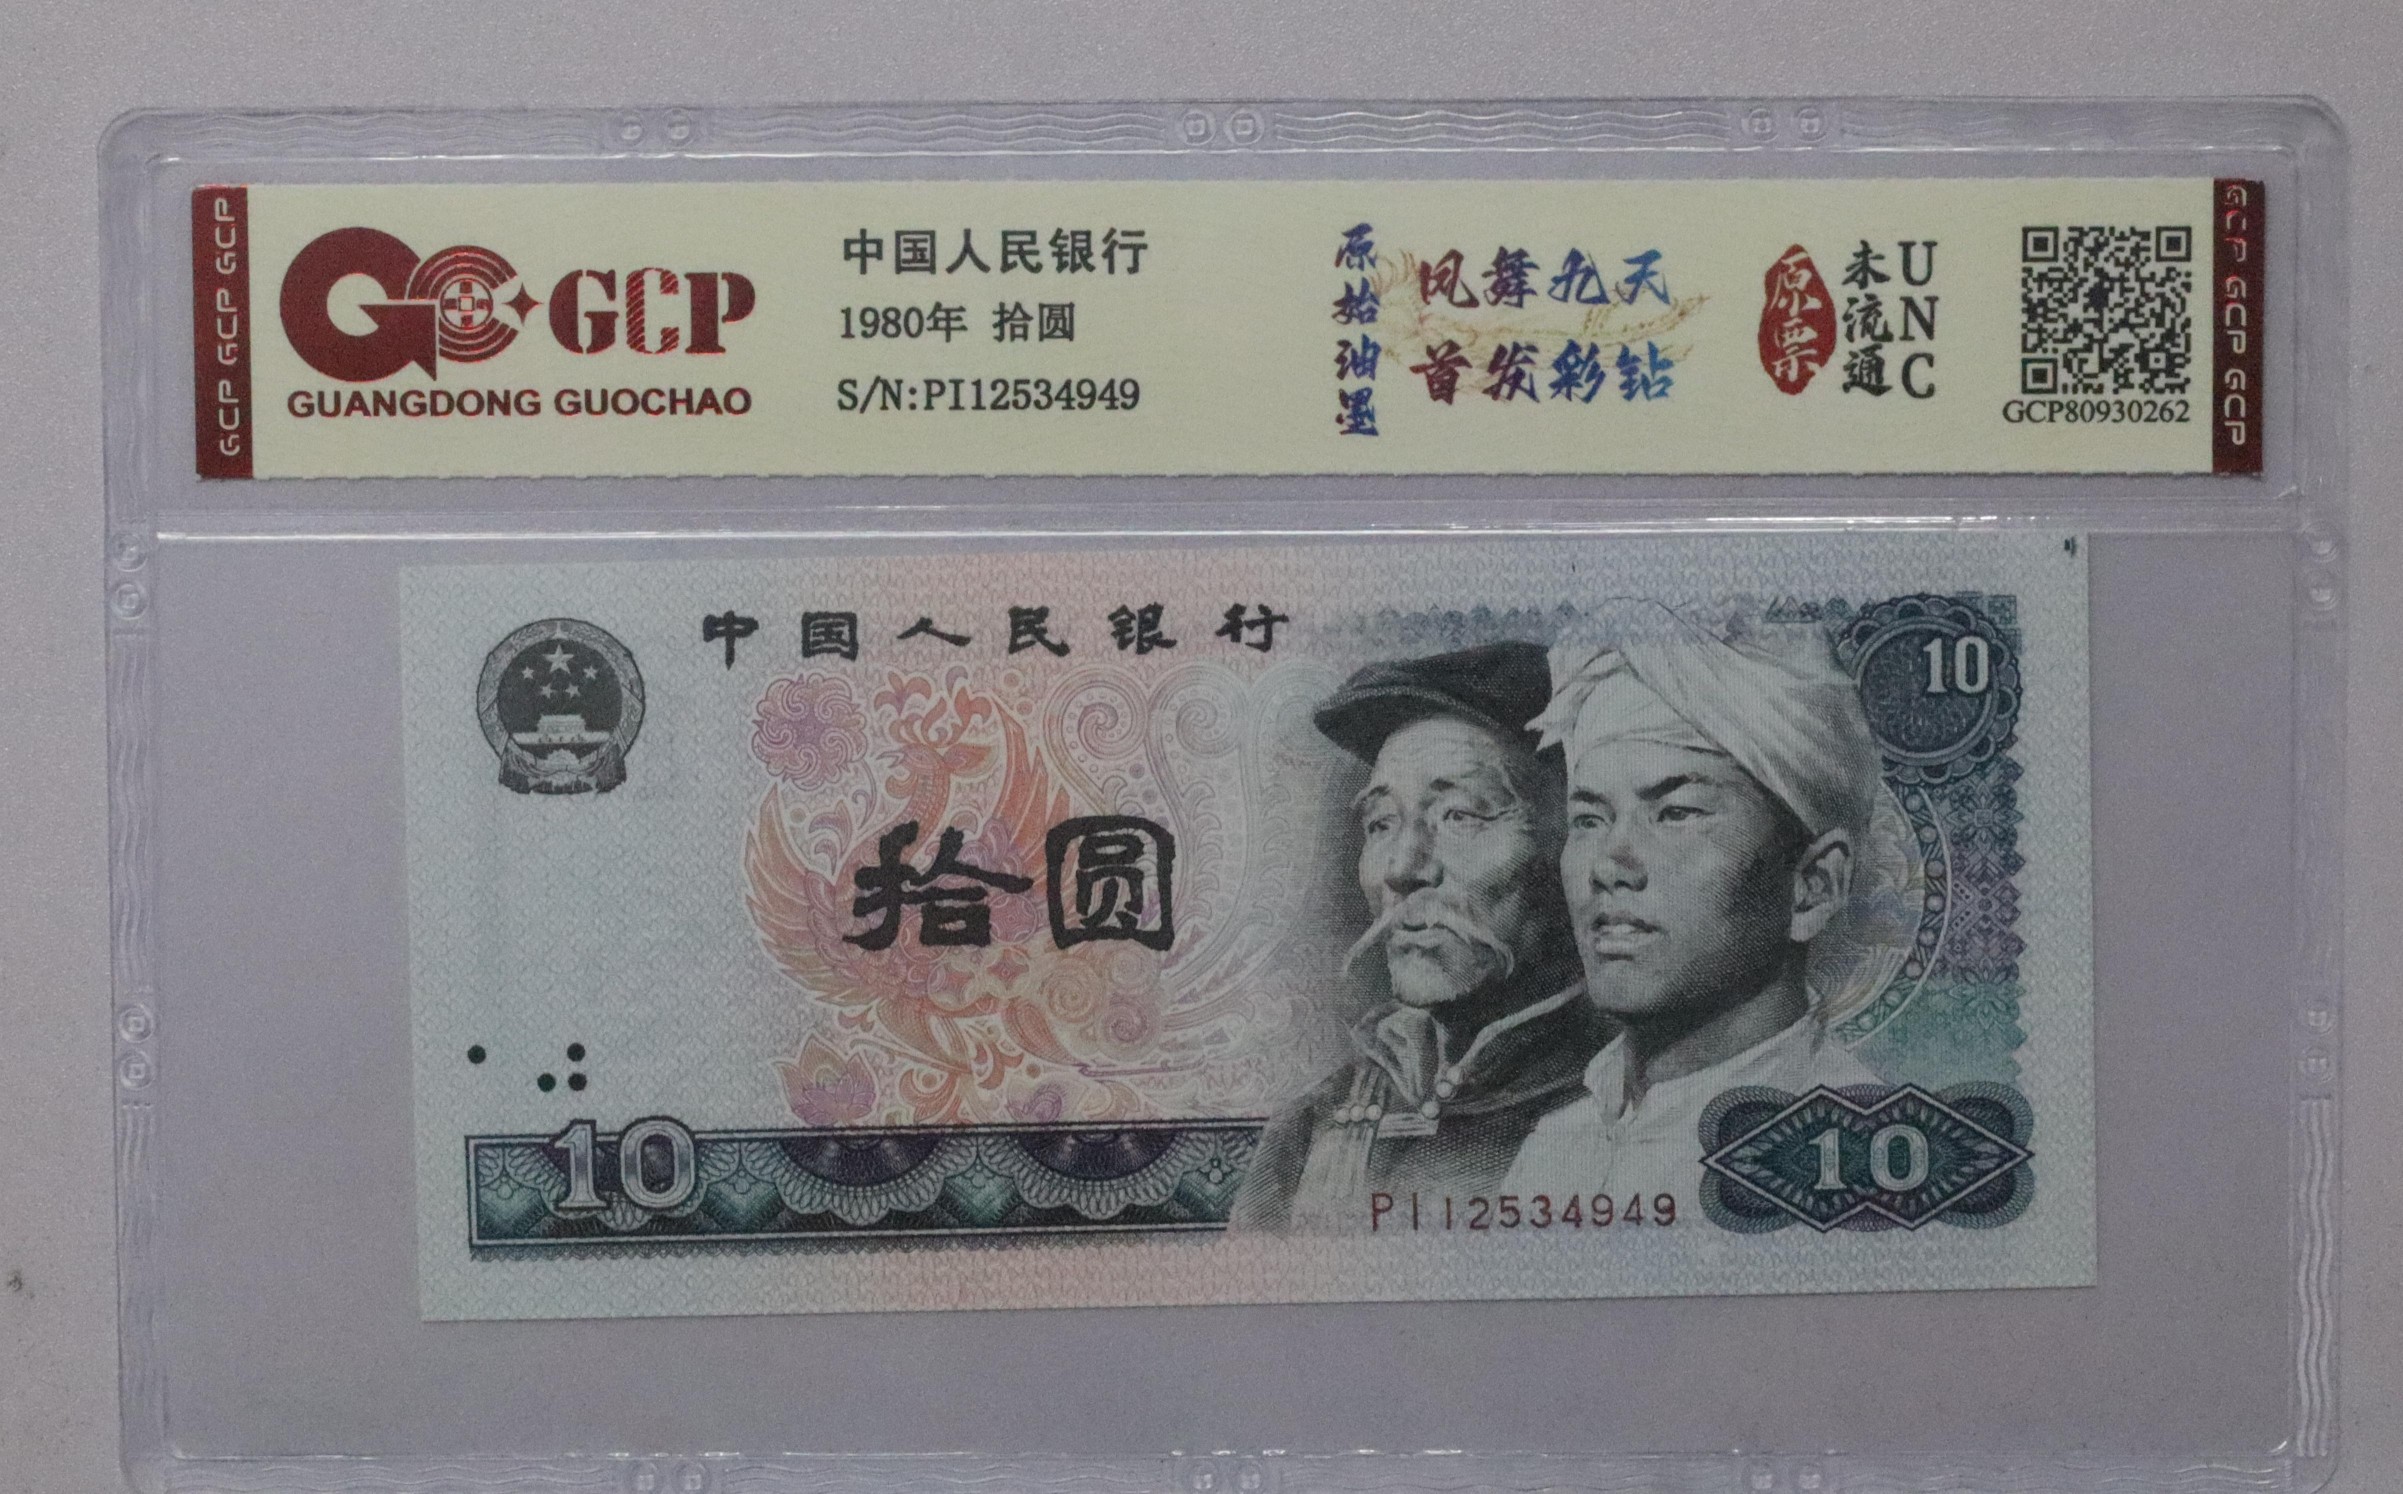 GCP GCP GCP
GCP
GUANGDONG GUOCHAO
中国人民银行
1980年 拾圆
S/N:PI12534949
原始油墨
凤舞九天
首发彩钻
原票
未流通
UNC
GCP80930262
GCP GCP GCP
中国人民银行
10
拾圆
10
PI12534949
10